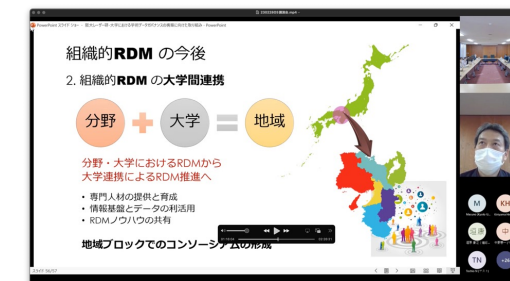 組織的RDM の今後
2. 組織的RDM の大学間連携
分野
大学
地域
分野・大学におけるRDMから
大学連携によるRDM推進へ
• 専門人材の提供と育成
• 情報基盤とデータの利活用
• RDMノウハウの共有
地域ブロックでのコンソーシアムの形成
M
KH
TN